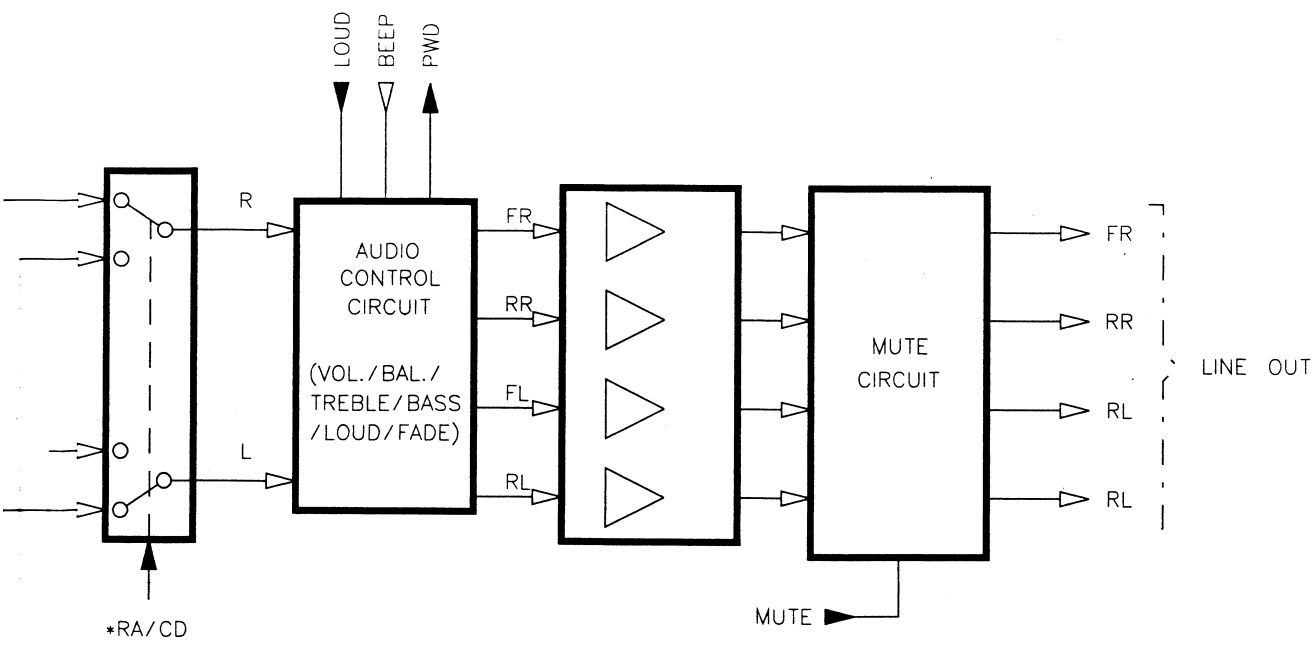 LOUD
BEEP
PWD
R
L
AUDIO
CONTROL
CIRCUIT
(VOL./BAL./
TREBLE/BASS
/LOUD/FADE)
FR
RR
FL
RL
MUTE
CIRCUIT
FR
RR
RL
RL
LINE OUT
MUTE
*RA/CD